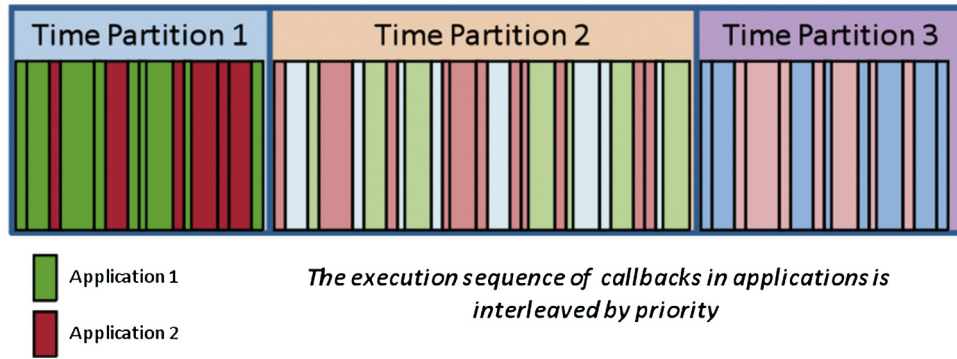 Time Partition 1
Time Partition 2
Time Partition 3
Application 1
Application 2
The execution sequence of callbacks in applications is
interleaved by priority